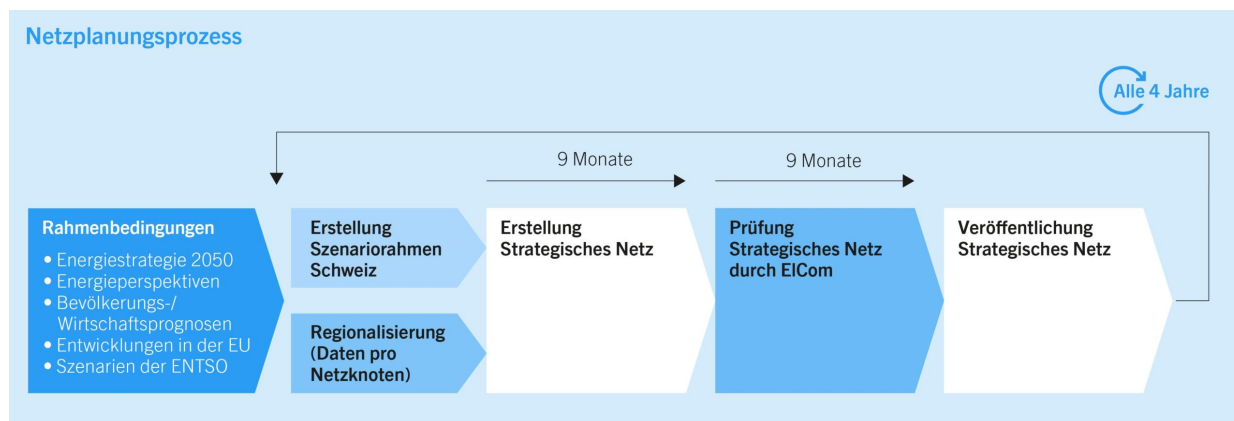 Netzplanungsprozess
Alle 4 Jahre
9 Monate
9 Monate
Rahmenbedingungen
• Energiestrategie 2050
• Energieperspektiven
• Bevölkerungs-/
Wirtschaftsprognosen
• Entwicklungen in der EU
• Szenarien der ENTSO
Erstellung
Szenariorahmen
Schweiz
Regionalisierung
(Daten pro
Netzknoten)
Erstellung
Strategisches Netz
Prüfung
Strategisches Netz
durch ElCom
Veröffentlichung
Strategisches Netz